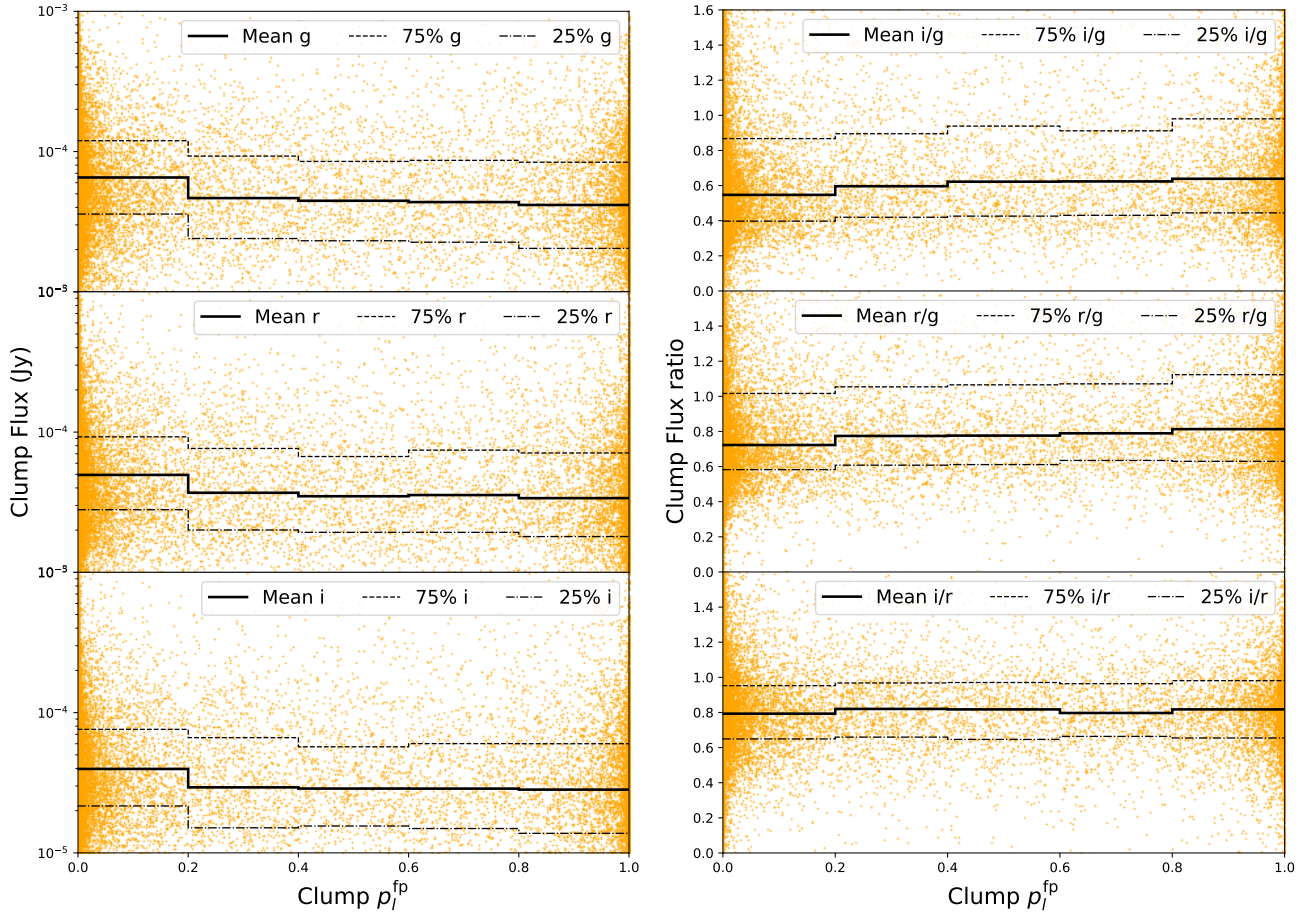 10⁻³
Mean g 75% g 25% g
10⁻⁴
10⁻⁵
Mean r 75% r 25% r
10⁻⁴
10⁻⁵
Mean i 75% i 25% i
10⁻⁴
10⁻⁵
0.0 0.2 0.4 0.6 0.8 1.0
Clump Flux (Jy)
Clump p_l^fp
1.6
1.4
1.2
1.0
0.8
0.6
0.4
0.2
0.0
Mean i/g 75% i/g 25% i/g
1.4
1.2
1.0
0.8
0.6
0.4
0.2
0.0
Mean r/g 75% r/g 25% r/g
1.4
1.2
1.0
0.8
0.6
0.4
0.2
0.0
Mean i/r 75% i/r 25% i/r
0.0 0.2 0.4 0.6 0.8 1.0
Clump Flux ratio
Clump p_l^fp